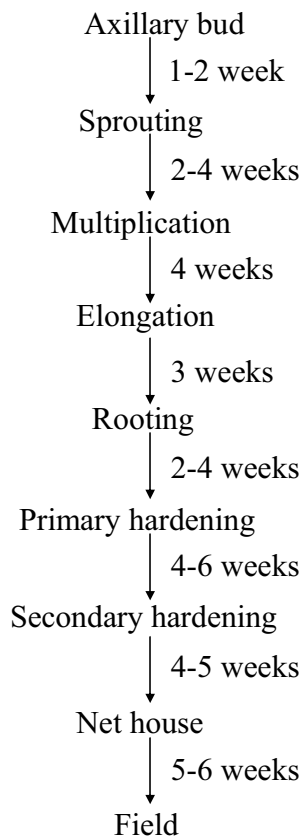 Axillary bud
1-2 week
Sprouting
2-4 weeks
Multiplication
4 weeks
Elongation
3 weeks
Rooting
2-4 weeks
Primary hardening
4-6 weeks
Secondary hardening
4-5 weeks
Net house
5-6 weeks
Field